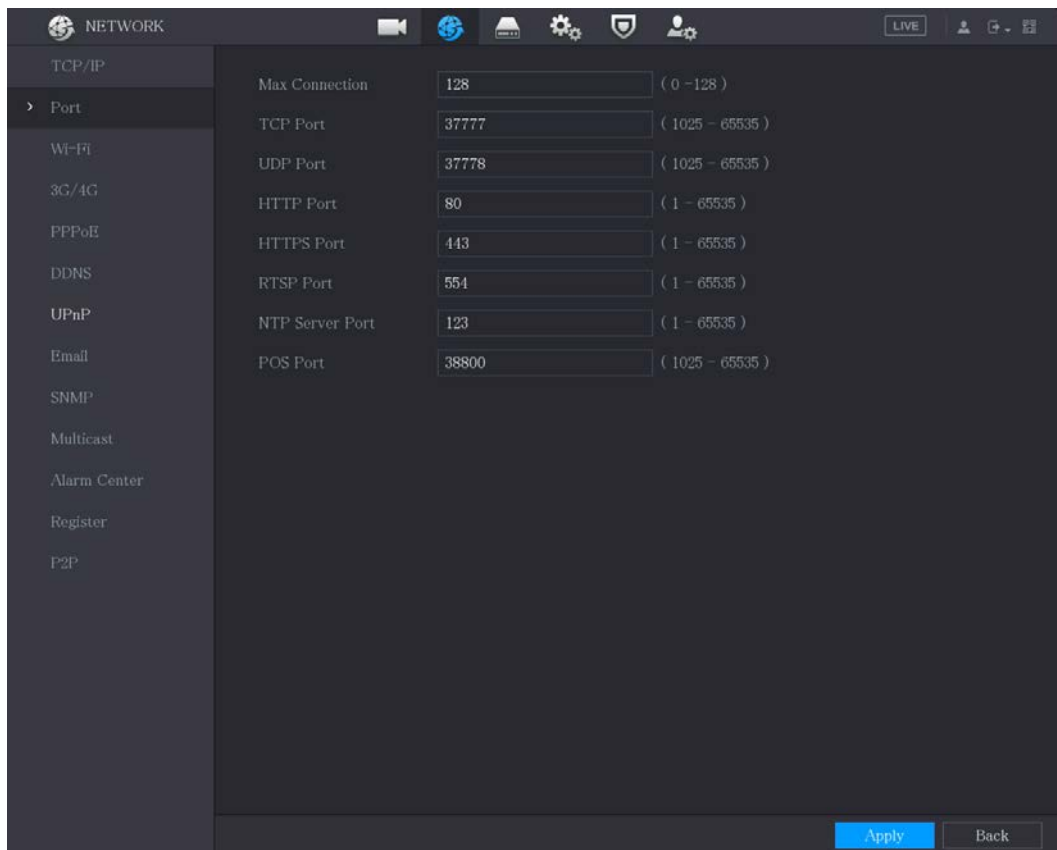 NETWORK
LIVE
TCP/IP
Port
Wi-Fi
3G/4G
PPPoE
DDNS
UPnP
Email
SNMP
Multicast
Alarm Center
Register
P2P
Max Connection 128 ( 0 -128 )
TCP Port 37777 ( 1025 - 65535 )
UDP Port 37778 ( 1025 - 65535 )
HTTP Port 80 ( 1 - 65535 )
HTTPS Port 443 ( 1 - 65535 )
RTSP Port 554 ( 1 - 65535 )
NTP Server Port 123 ( 1 - 65535 )
POS Port 38800 ( 1025 - 65535 )
Apply
Back